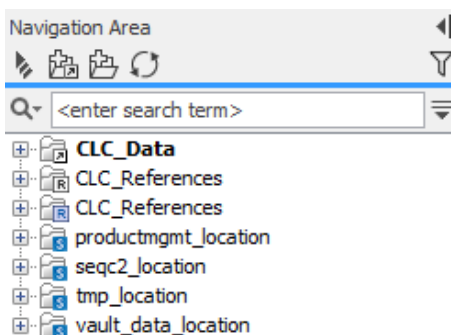 Navigation Area
<enter search term>
CLC_Data
R CLC_References
R CLC_References
S productmgmt_location
S seqc2_location
S tmp_location
S vault_data_location